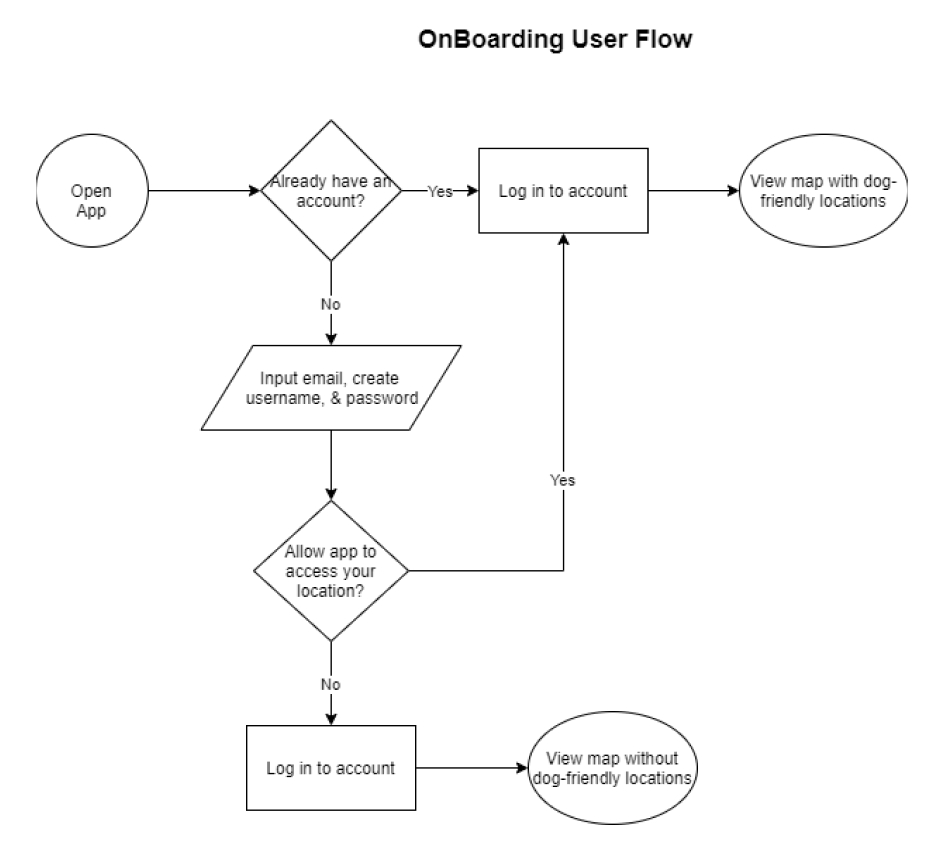 OnBoarding User Flow
Open
App
Already have an
account?
Yes
Log in to account
View map with dog-
friendly locations
No
Input email, create
username, & password
Yes
Allow app to
access your
location?
No
Log in to account
View map without
dog-friendly locations